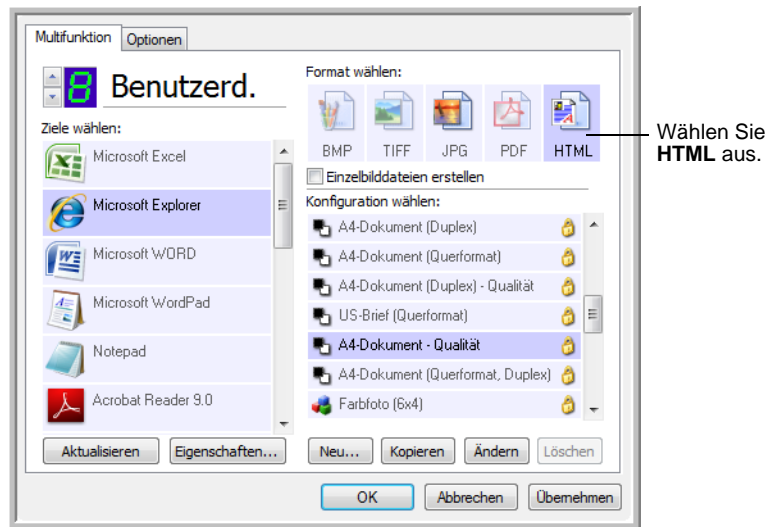 Multifunktion
Optionen
8
Benutzerd.
Ziele wählen:
Microsoft Excel
Microsoft Explorer
Microsoft WORD
Microsoft WordPad
Notepad
Acrobat Reader 9.0
Aktualisieren
Eigenschaften...
Format wählen:
BMP
TIFF
JPG
PDF
HTML
Einzelbilddateien erstellen
Konfiguration wählen:
A4-Dokument (Duplex)
A4-Dokument (Querformat)
A4-Dokument (Duplex) - Qualität
US-Brief (Querformat)
A4-Dokument - Qualität
A4-Dokument (Querformat, Duplex)
Farbfoto (6x4)
Neu...
Kopieren
Ändern
Löschen
OK
Abbrechen
Übernehmen
Wählen Sie
HTML aus.